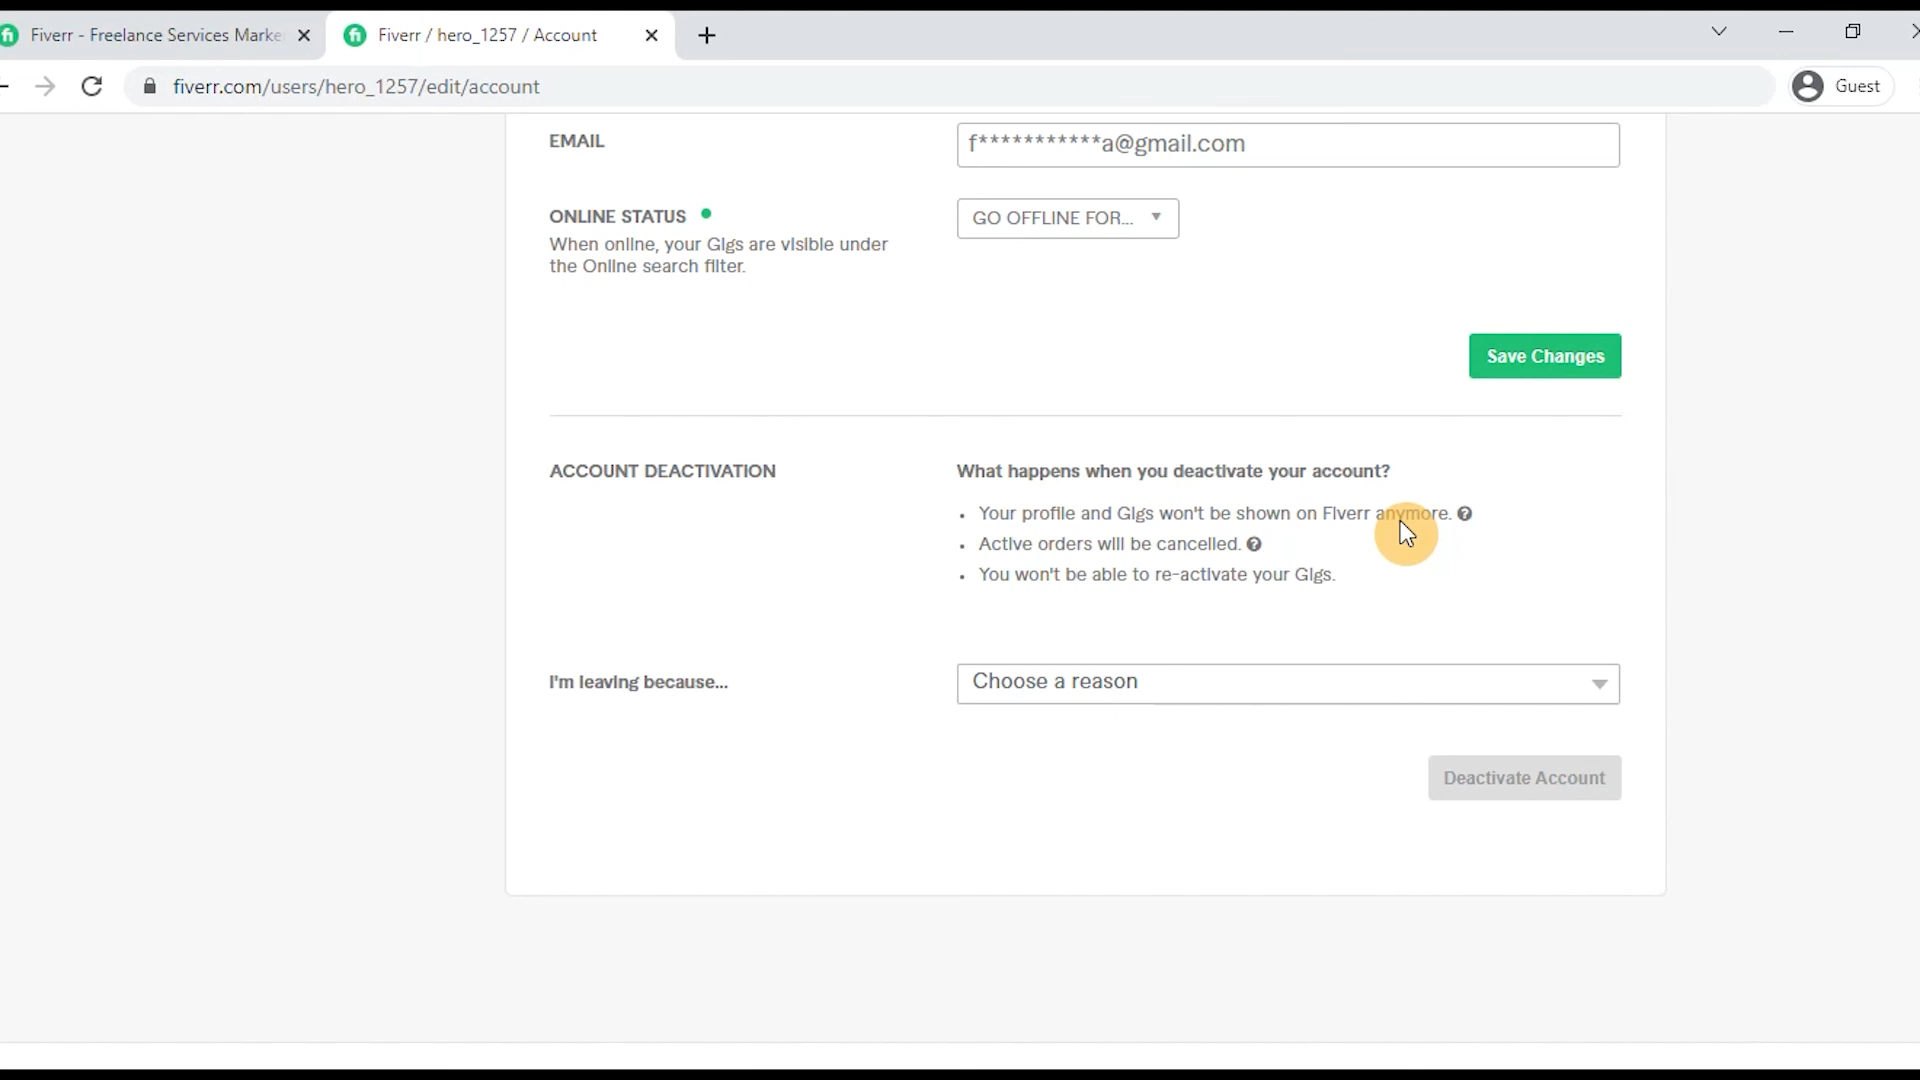 Fiverr - Freelance Services Marke
Fiverr / hero_1257 / Account
fiverr.com/users/hero_1257/edit/account
Guest
EMAIL
f***********a@gmail.com
ONLINE STATUS
GO OFFLINE FOR...
When online, your Gigs are visible under
the Online search filter.
Save Changes
ACCOUNT DEACTIVATION
What happens when you deactivate your account?
• Your profile and Gigs won't be shown on Fiverr anymore.
• Active orders will be cancelled.
• You won't be able to re-activate your Gigs.
I'm leaving because...
Choose a reason
Deactivate Account